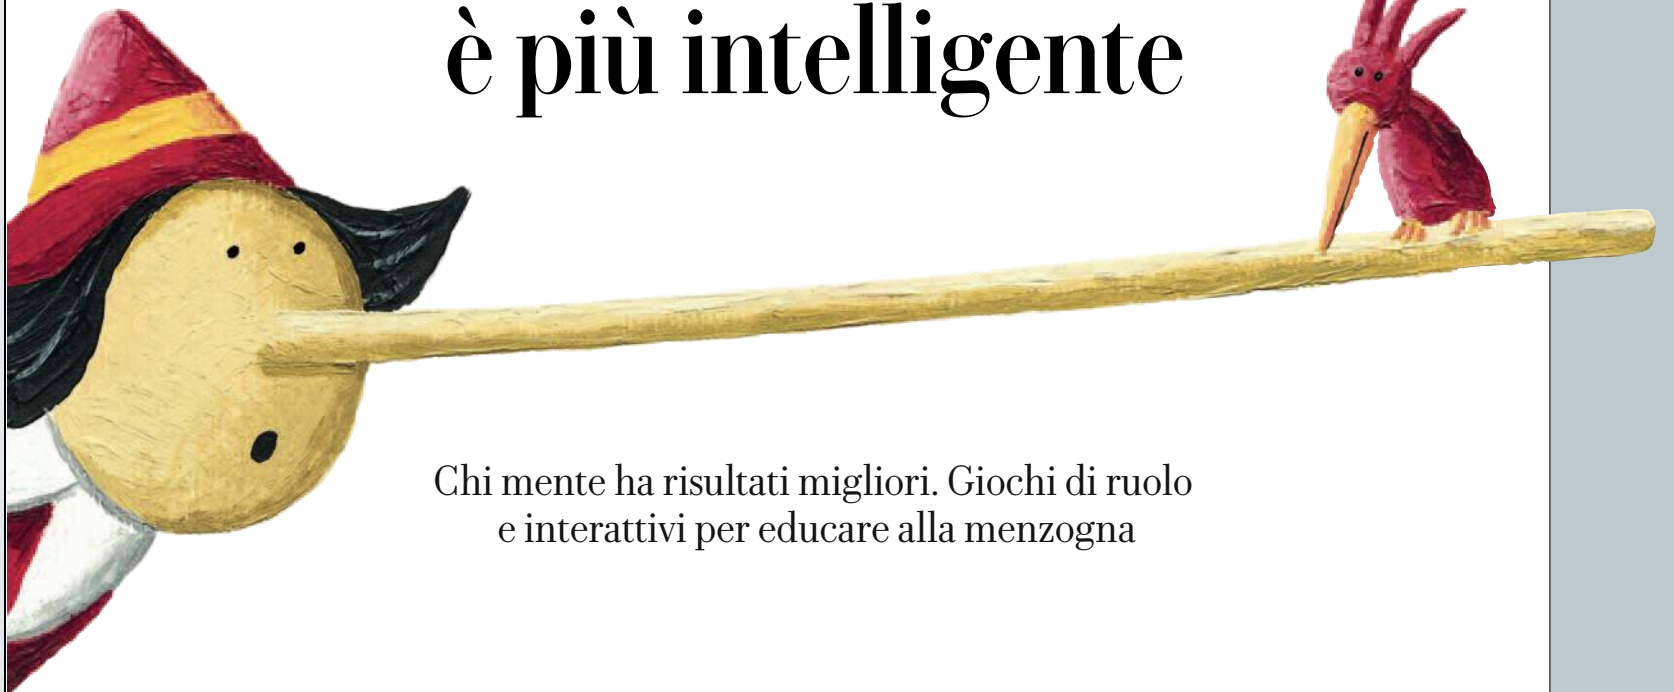 è più intelligente
Chi mente ha risultati migliori. Giochi di ruolo
e interattivi per educare alla menzogna